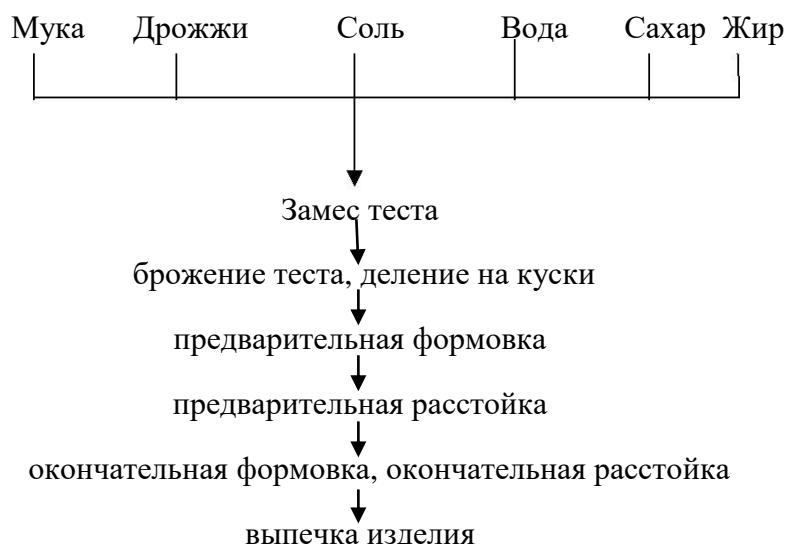 Мука Дрожжи Соль Вода Сахар Жир
Замес теста
брожение теста, деление на куски
предварительная формовка
предварительная расстойка
окончательная формовка, окончательная расстойка
выпечка изделия